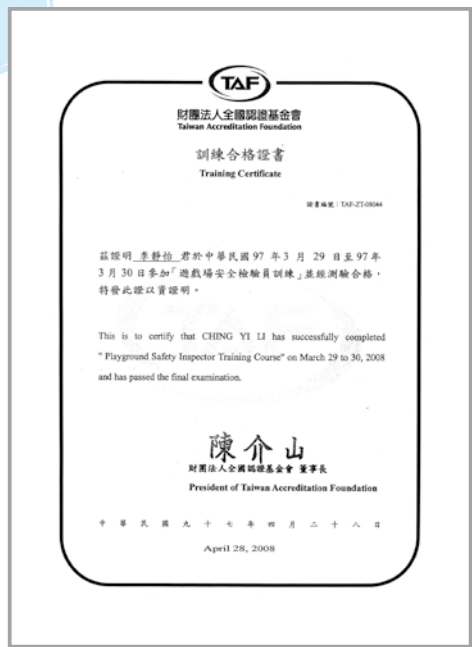 TAF
財團法人全國認證基金會
Taiwan Accreditation Foundation
訓練合格證書
Training Certificate
證書編號：TAF-ZT-08044
茲證明 李靜怡 君於中華民國 97 年 3 月 29 日至 97 年
3 月 30 日參加「遊戲場安全檢驗員訓練」並經測驗合格，
特發此證以資證明。
This is to certify that CHING YI LI has successfully completed
" Playground Safety Inspector Training Course" on March 29 to 30, 2008
and has passed the final examination.
陳介山
財團法人全國認證基金會 董事長
President of Taiwan Accreditation Foundation
中華民國九十七年四月二十八日
April 28, 2008